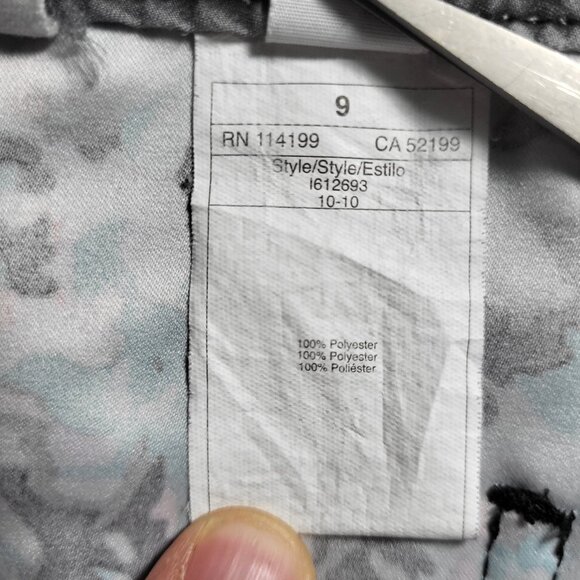 9
RN 114199 CA 52199
Style/Style/Estilo
I612693
10-10
100% Polyester
100% Polyester
100% Poliéster